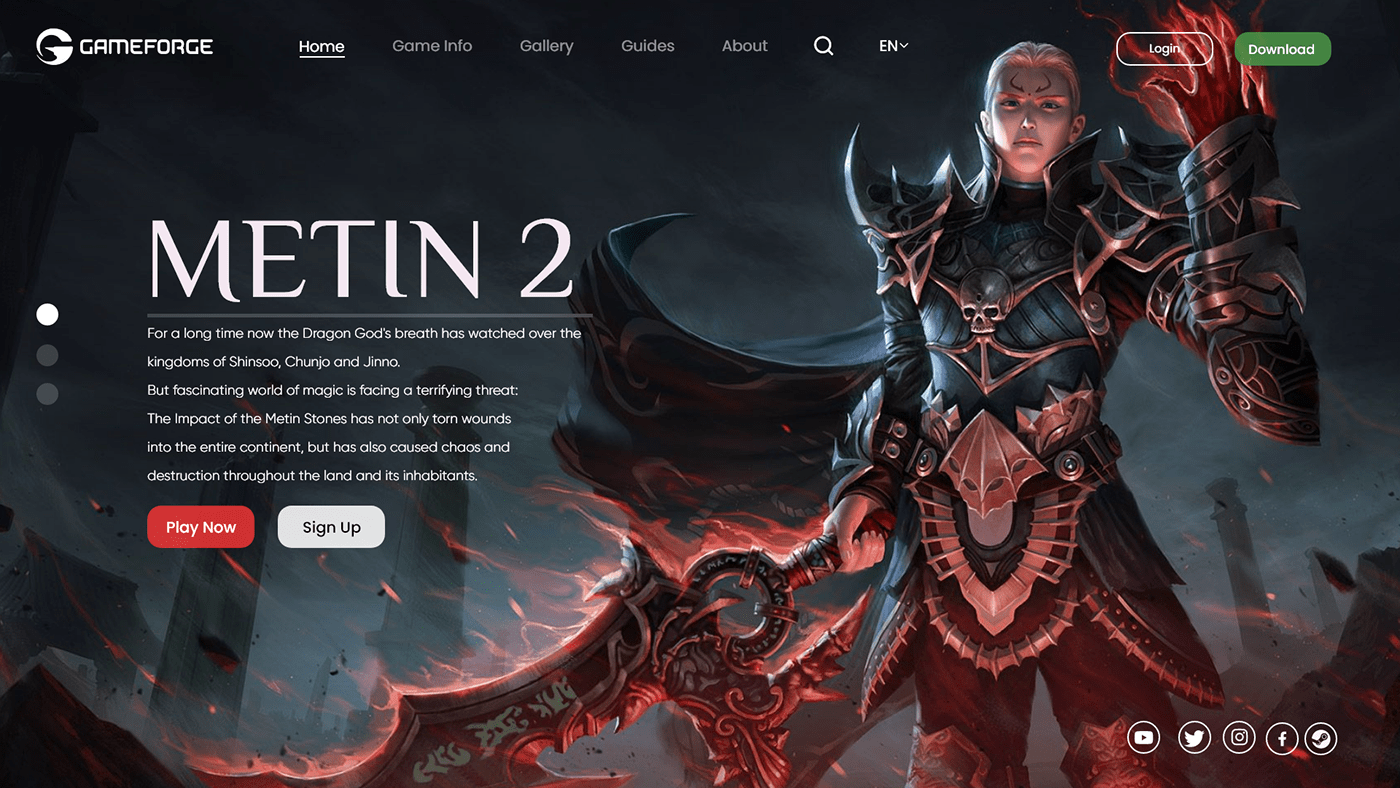 GAMEFORGE
Home
Game Info
Gallery
Guides
About
EN
Login
Download
METIN 2
For a long time now the Dragon God's breath has watched over the
kingdoms of Shinsoo, Chunjo and Jinno.
But fascinating world of magic is facing a terrifying threat:
The Impact of the Metin Stones has not only torn wounds
into the entire continent, but has also caused chaos and
destruction throughout the land and its inhabitants.
Play Now
Sign Up